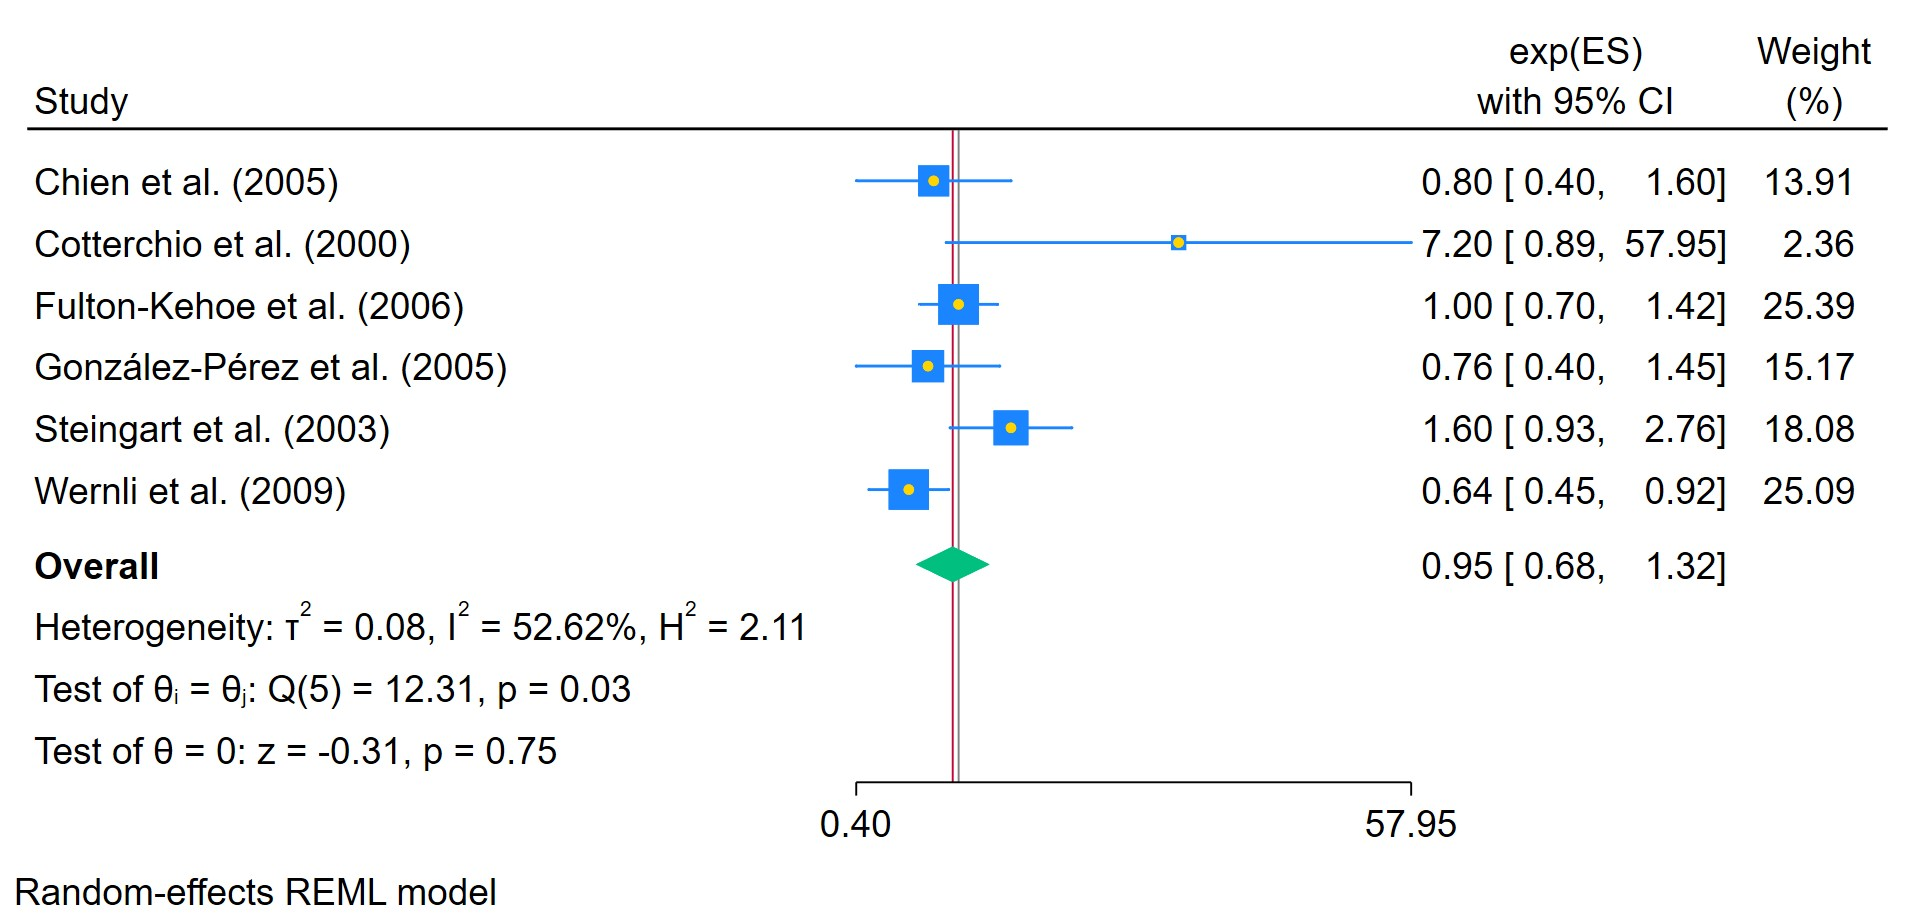 exp(ES) Weight
Study with 95% CI (%)
Chien et al. (2005) 0.80 [ 0.40, 1.60] 13.91
Cotterchio et al. (2000) 7.20 [ 0.89, 57.95] 2.36
Fulton-Kehoe et al. (2006) 1.00 [ 0.70, 1.42] 25.39
González-Pérez et al. (2005) 0.76 [ 0.40, 1.45] 15.17
Steingart et al. (2003) 1.60 [ 0.93, 2.76] 18.08
Wernli et al. (2009) 0.64 [ 0.45, 0.92] 25.09
Overall 0.95 [ 0.68, 1.32]
Heterogeneity: τ² = 0.08, I² = 52.62%, H² = 2.11
Test of θᵢ = θⱼ: Q(5) = 12.31, p = 0.03
Test of θ = 0: z = -0.31, p = 0.75
0.40 57.95
Random-effects REML model